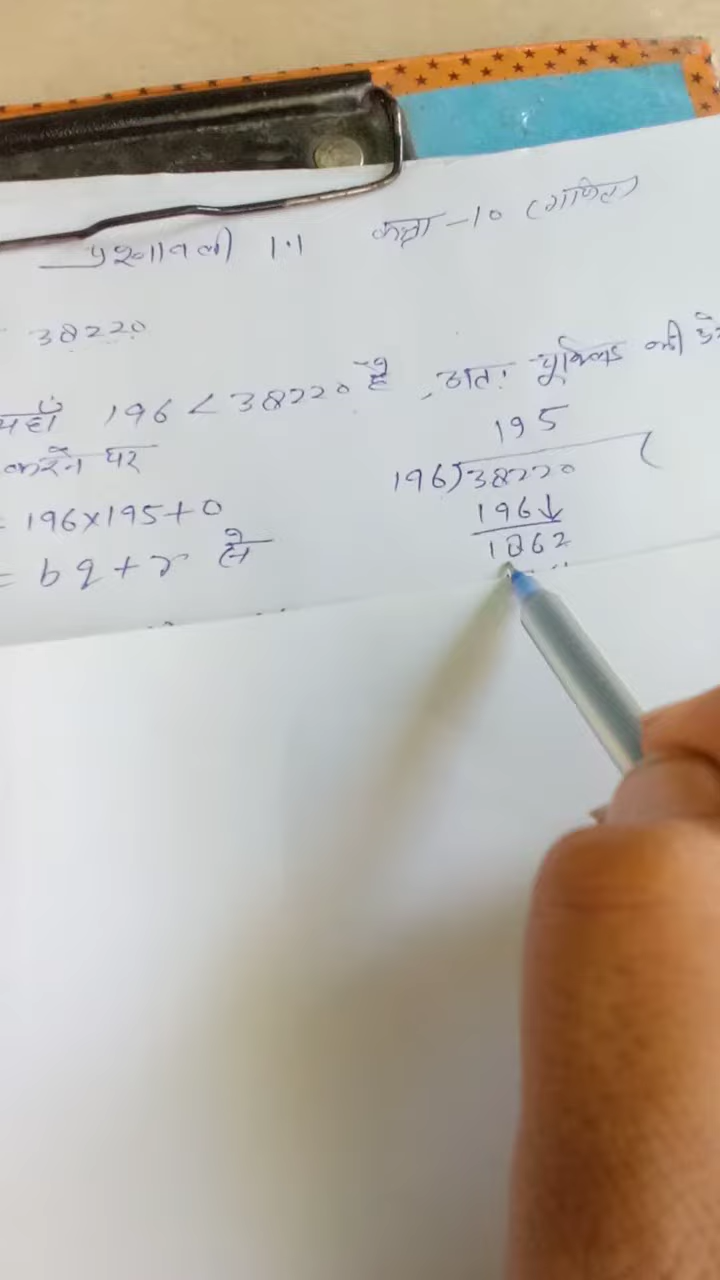 प्रश्नावली 1.1 कक्षा -10 (गणित)
38220
यहाँ 196 < 38220 है, अतः यूक्लिड की
करने पर
= 196×195+0
= bq+r से
195
196)38220(
196↓
1862